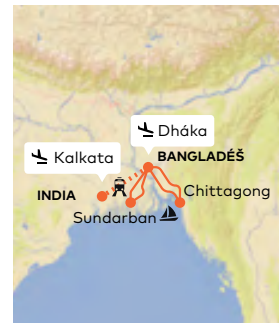 Dháka
Kalkata
BANGLADÉŠ
INDIA
Chittagong
Sundarban